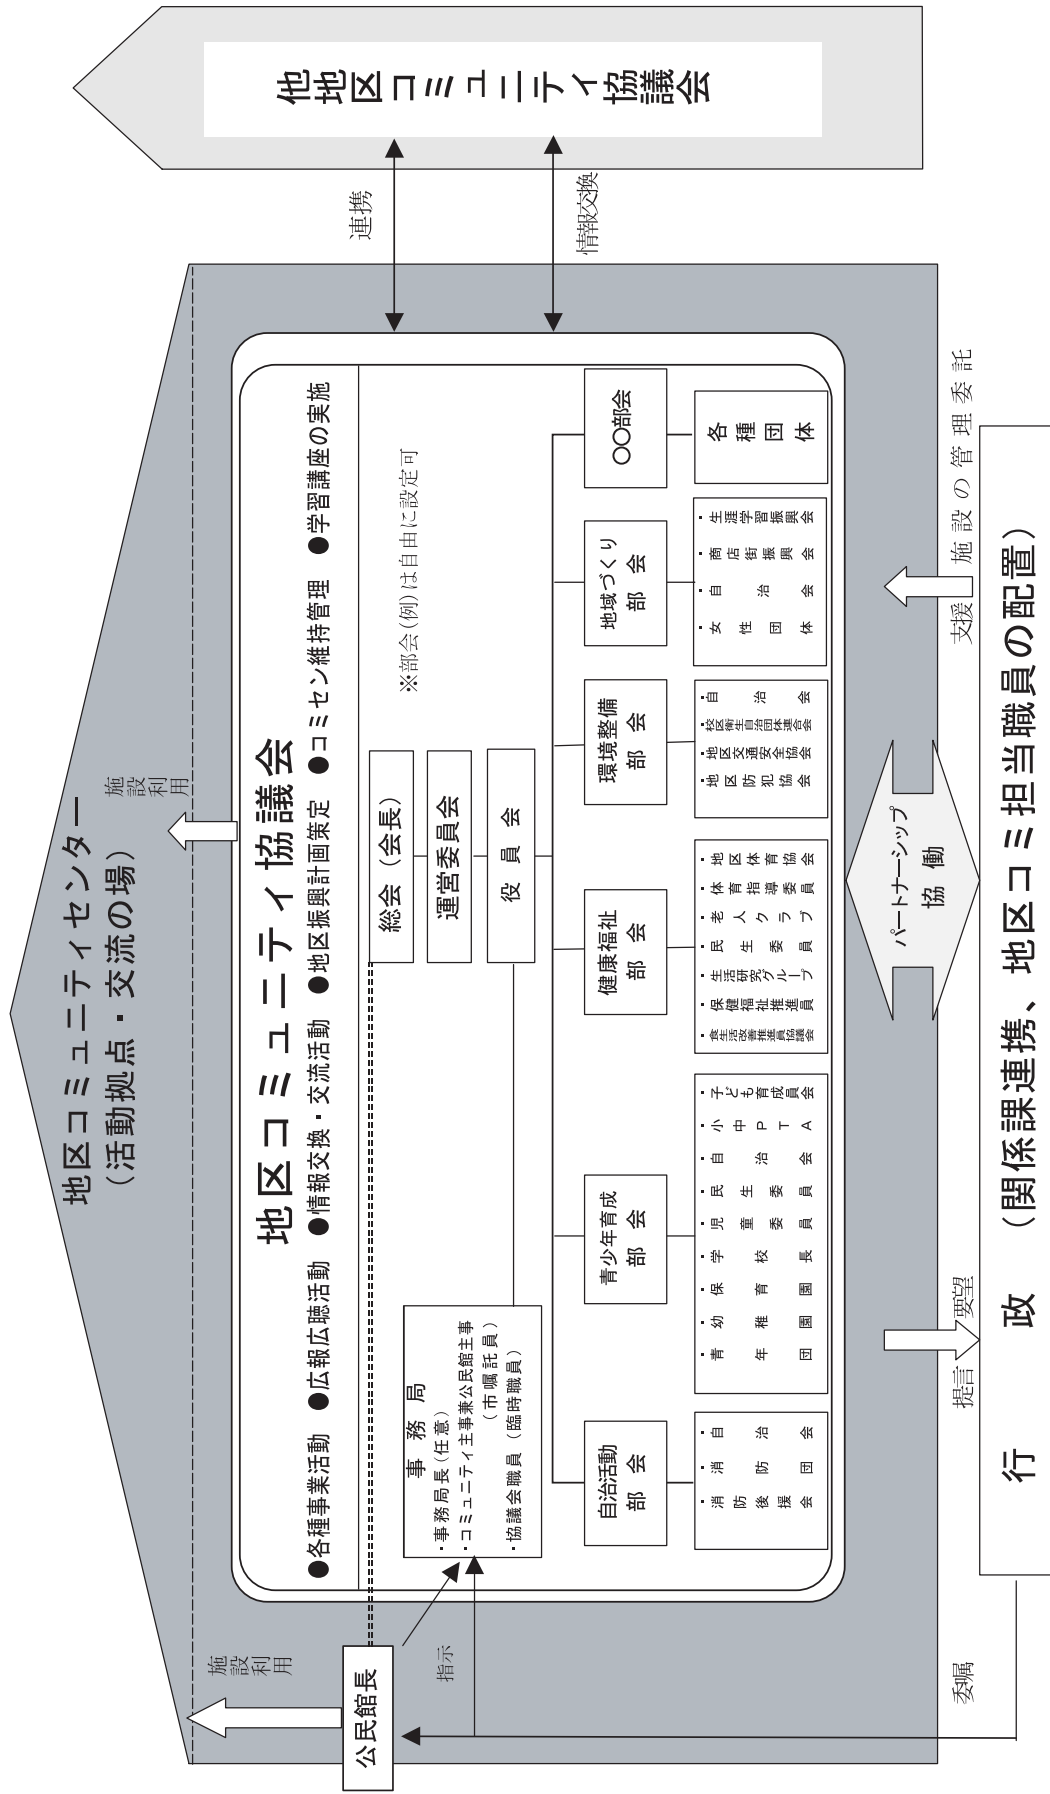 地区コミュニティセンター
（活動拠点・交流の場）
施設利用
施設利用
地区コミュニティ協議会
●各種事業活動　●広報広聴活動　●情報交換・交流活動　●地区振興計画策定　●コミセン維持管理　●学習講座の実施
※部会(例)は自由に設定可
総会（会長）
運営委員会
役員会
公民館長
指示
事務局
・事務局長(任意)
・コミュニティ主事兼公民館主事
（市嘱託員）
・協議会職員（臨時職員）
自治活動
部会
・自治会
・消防団
・消防後援会
青少年育成
部会
・子ども育成員会
・小中ＰＴＡ
・自治会
・民生委員
・児童委員
・学校長
・保育園
・幼稚園
・青年団
健康福祉
部会
・地区体育協会
・体育指導委員
・老人クラブ
・民生委員
・生活研究グループ
・保健福祉推進員
・食生活改善推進員協議会
環境整備
部会
・自治会
・校区衛生自治団体連合会
・地区交通安全協会
・地区防犯協会
地域づくり
部会
・生涯学習振興会
・商店街振興会
・自治会
・女性団体
〇〇部会
各種団体
連携
情報交換
他地区コミュニティ協議会
委嘱
提言
要望
パートナーシップ
協働
支援
施設の管理委託
行政（関係課連携、地区コミ担当職員の配置）